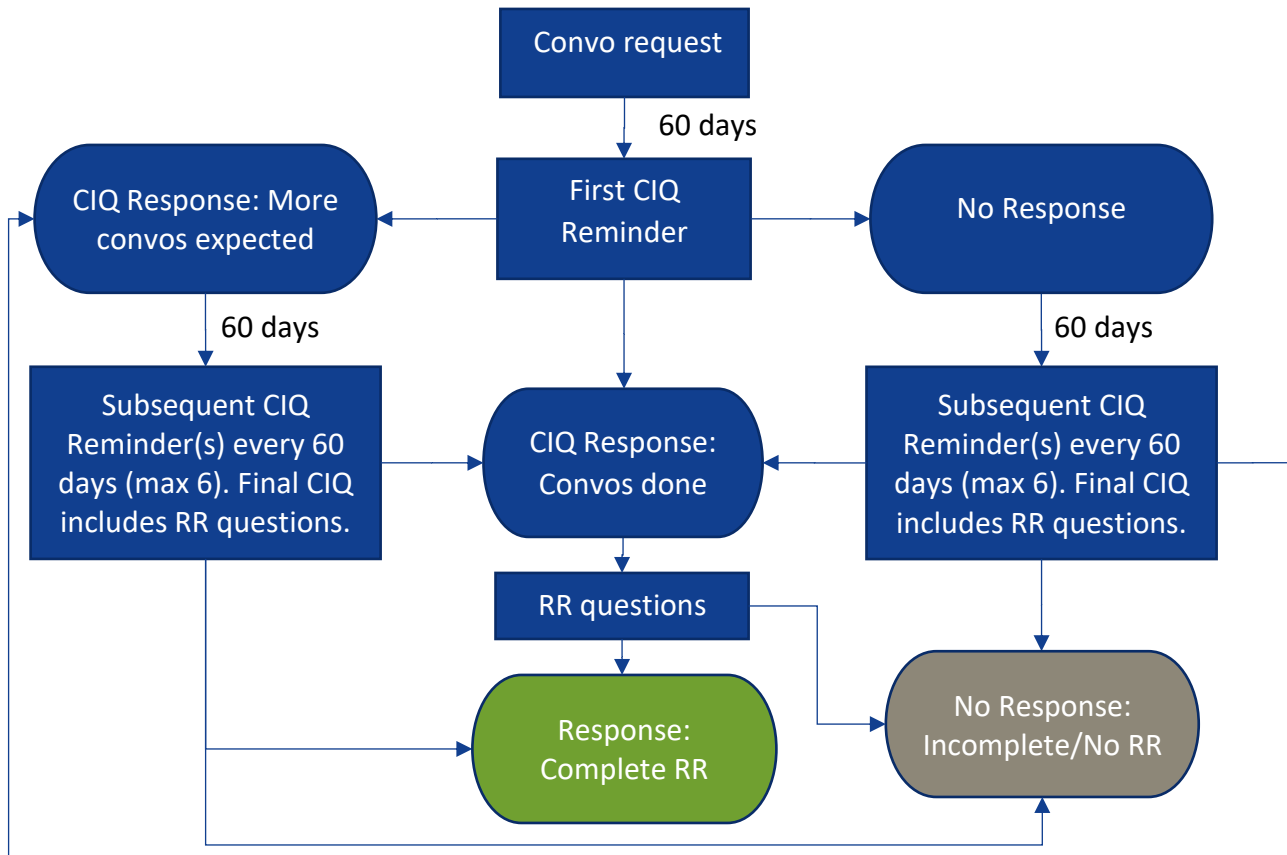 Convo request
60 days
CIQ Response: More
convos expected
First CIQ
Reminder
No Response
60 days
60 days
Subsequent CIQ
Reminder(s) every 60
days (max 6). Final CIQ
includes RR questions.
CIQ Response:
Convos done
Subsequent CIQ
Reminder(s) every 60
days (max 6). Final CIQ
includes RR questions.
RR questions
Response:
Complete RR
No Response:
Incomplete/No RR